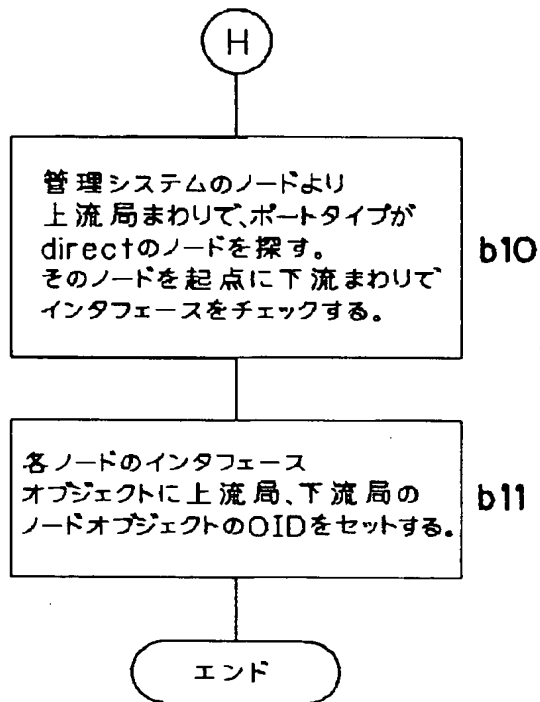 H
管理システムのノードより
上流局まわりで、ポートタイプが
directのノードを探す。
そのノードを起点に下流まわりで
インタフェースをチェックする。
b10
各ノードのインタフェース
オブジェクトに上流局、下流局の
ノードオブジェクトのOIDをセットする。
b11
エンド